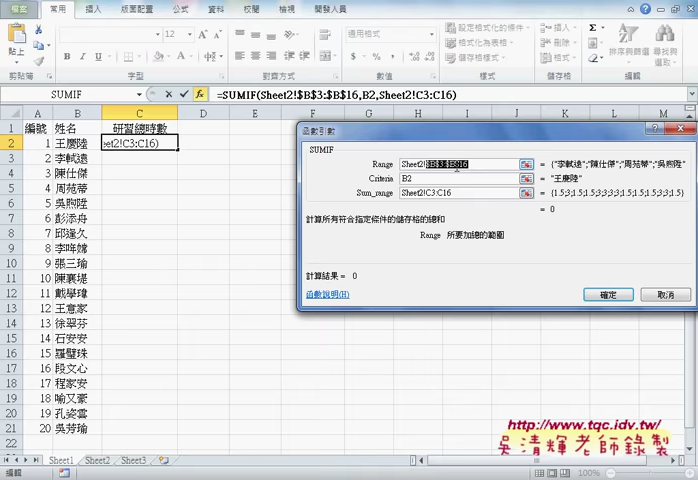 檔案 常用 插入 版面配置 公式 資料 校閱 檢視 開發人員
貼上
B I U
通用格式
$ % ,
設定格式化的條件
格式化為表格
儲存格樣式
插入
刪除
格式
Σ
排序與篩選 尋找與選取
剪貼簿 字型 對齊方式 數值 樣式 儲存格 編輯
SUMIF =SUMIF(Sheet2!$B$3:$B$16,B2,Sheet2!C3:C16)
A B C D E F G H I J K L M
1 編號 姓名 研習總時數
2 1 王慶陸 eet2!C3:C16)
3 2 李軾遠
4 3 陳仕傑
5 4 周苑蒂
6 5 吳煦陞
7 6 彭添舟
8 7 邱逢久
9 8 李哖嫦
10 9 張三瑜
11 10 陳襄堤
12 11 戴學瑋
13 12 王意家
14 13 徐翠芬
15 14 石安安
16 15 羅璧珠
17 16 段文心
18 17 程家安
19 18 喻又豪
20 19 孔姿雲
21 20 吳芳瑜
22
函數引數
SUMIF
Range Sheet2!$B$3:$B$16 = {"李軾遠";"陳仕傑";"周苑蒂";"吳煦陞"
Criteria B2 = "王慶陸"
Sum_range Sheet2!C3:C16 = {1.5;3;1.5;3;1.5;3;3;3;1.5;3;1.5;3;1.5}
= 0
計算所有符合指定條件的儲存格的總和
Range 所要加總的範圍
計算結果 = 0
函數說明(H) 確定 取消
http://www.tqc.idv.tw/
吳清輝老師錄製
Sheet1 Sheet2 Sheet3
編輯 100%